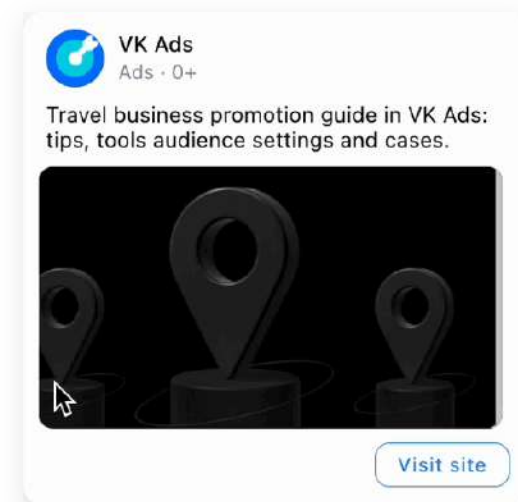 VK Ads
Ads · 0+
Travel business promotion guide in VK Ads:
tips, tools audience settings and cases.
Visit site